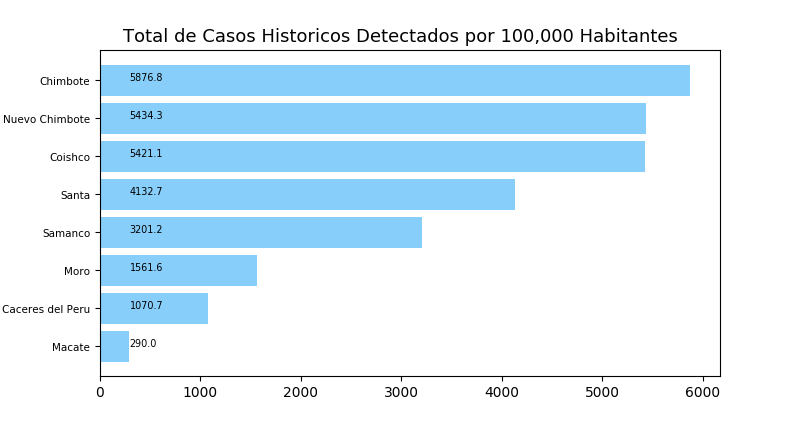 Total de Casos Historicos Detectados por 100,000 Habitantes
Chimbote 5876.8
Nuevo Chimbote 5434.3
Coishco 5421.1
Santa 4132.7
Samanco 3201.2
Moro 1561.6
Caceres del Peru 1070.7
Macate 290.0
0 1000 2000 3000 4000 5000 6000